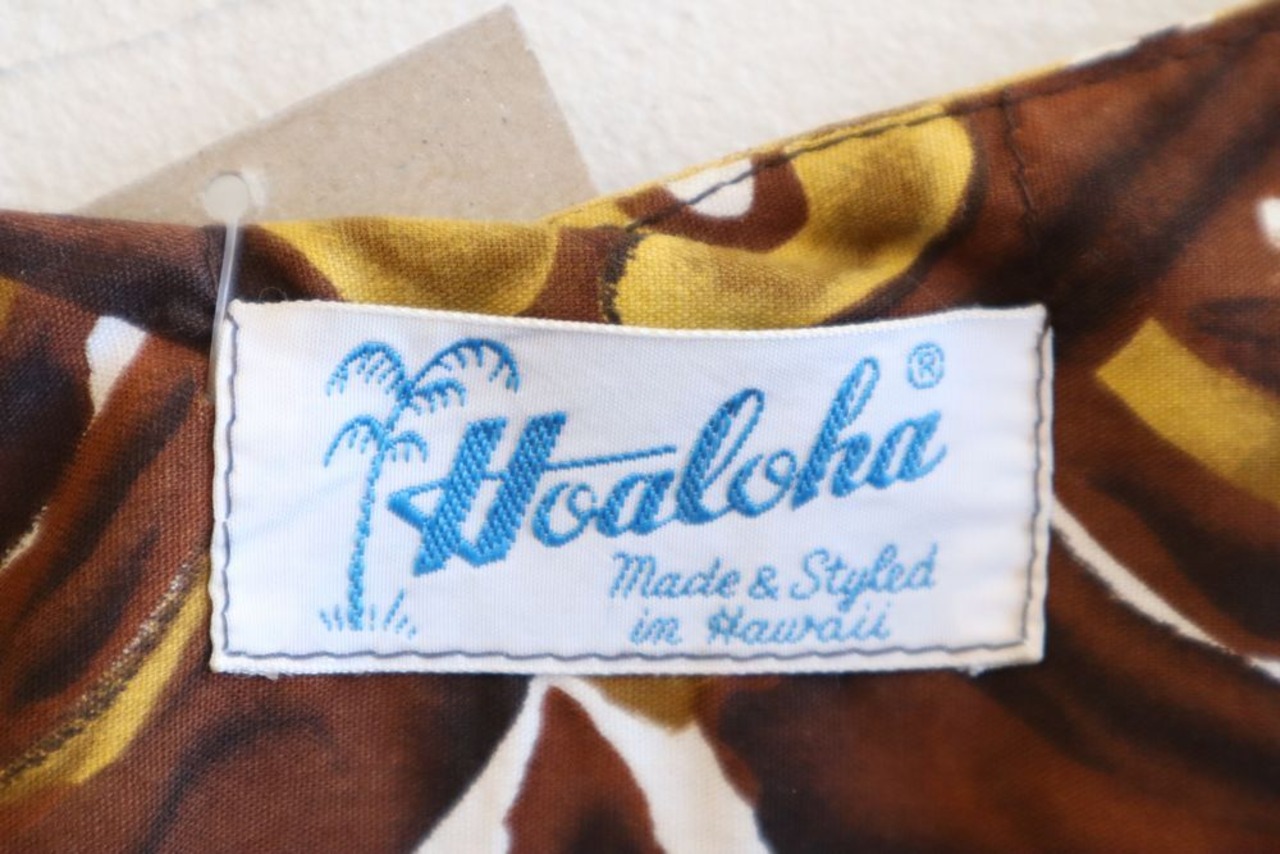 Hoaloha ®
Made & Styled
in Hawaii